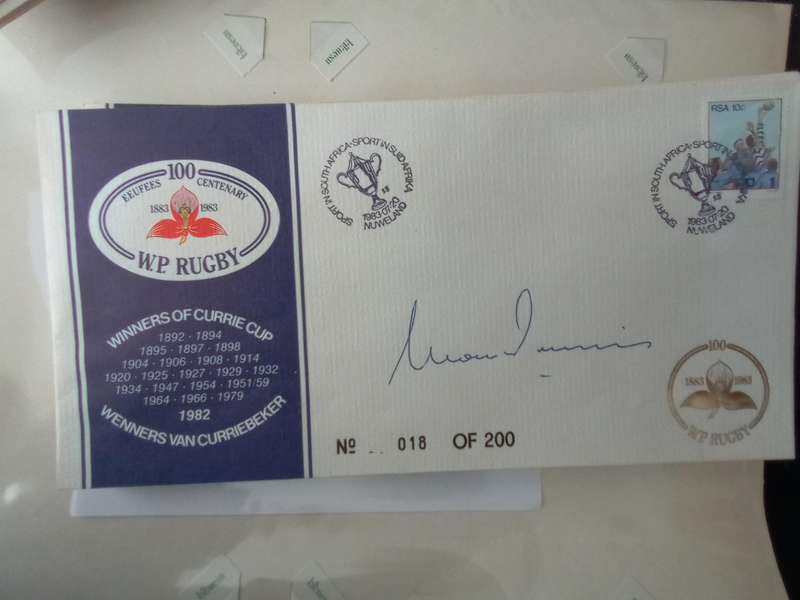 RSA 10c
100
EEUFEES CENTENARY
1883 1983
W.P. RUGBY
SPORT IN SOUTH AFRICA · SPORT IN SUID AFRIKA
1983-07-20
NUWELAND
SPORT IN SOUTH AFRICA · SPORT IN
1983-07-20
NUWELAND
WINNERS OF CURRIE CUP
1892 · 1894
1895 · 1897 · 1898
1904 · 1906 · 1908 · 1914
1920 · 1925 · 1927 · 1929 · 1932
1934 · 1947 · 1954 · 1951/59
1964 · 1966 · 1979
1982
WENNERS VAN CURRIEBEKER
No 018 OF 200
100
1883 1983
W.P. RUGBY